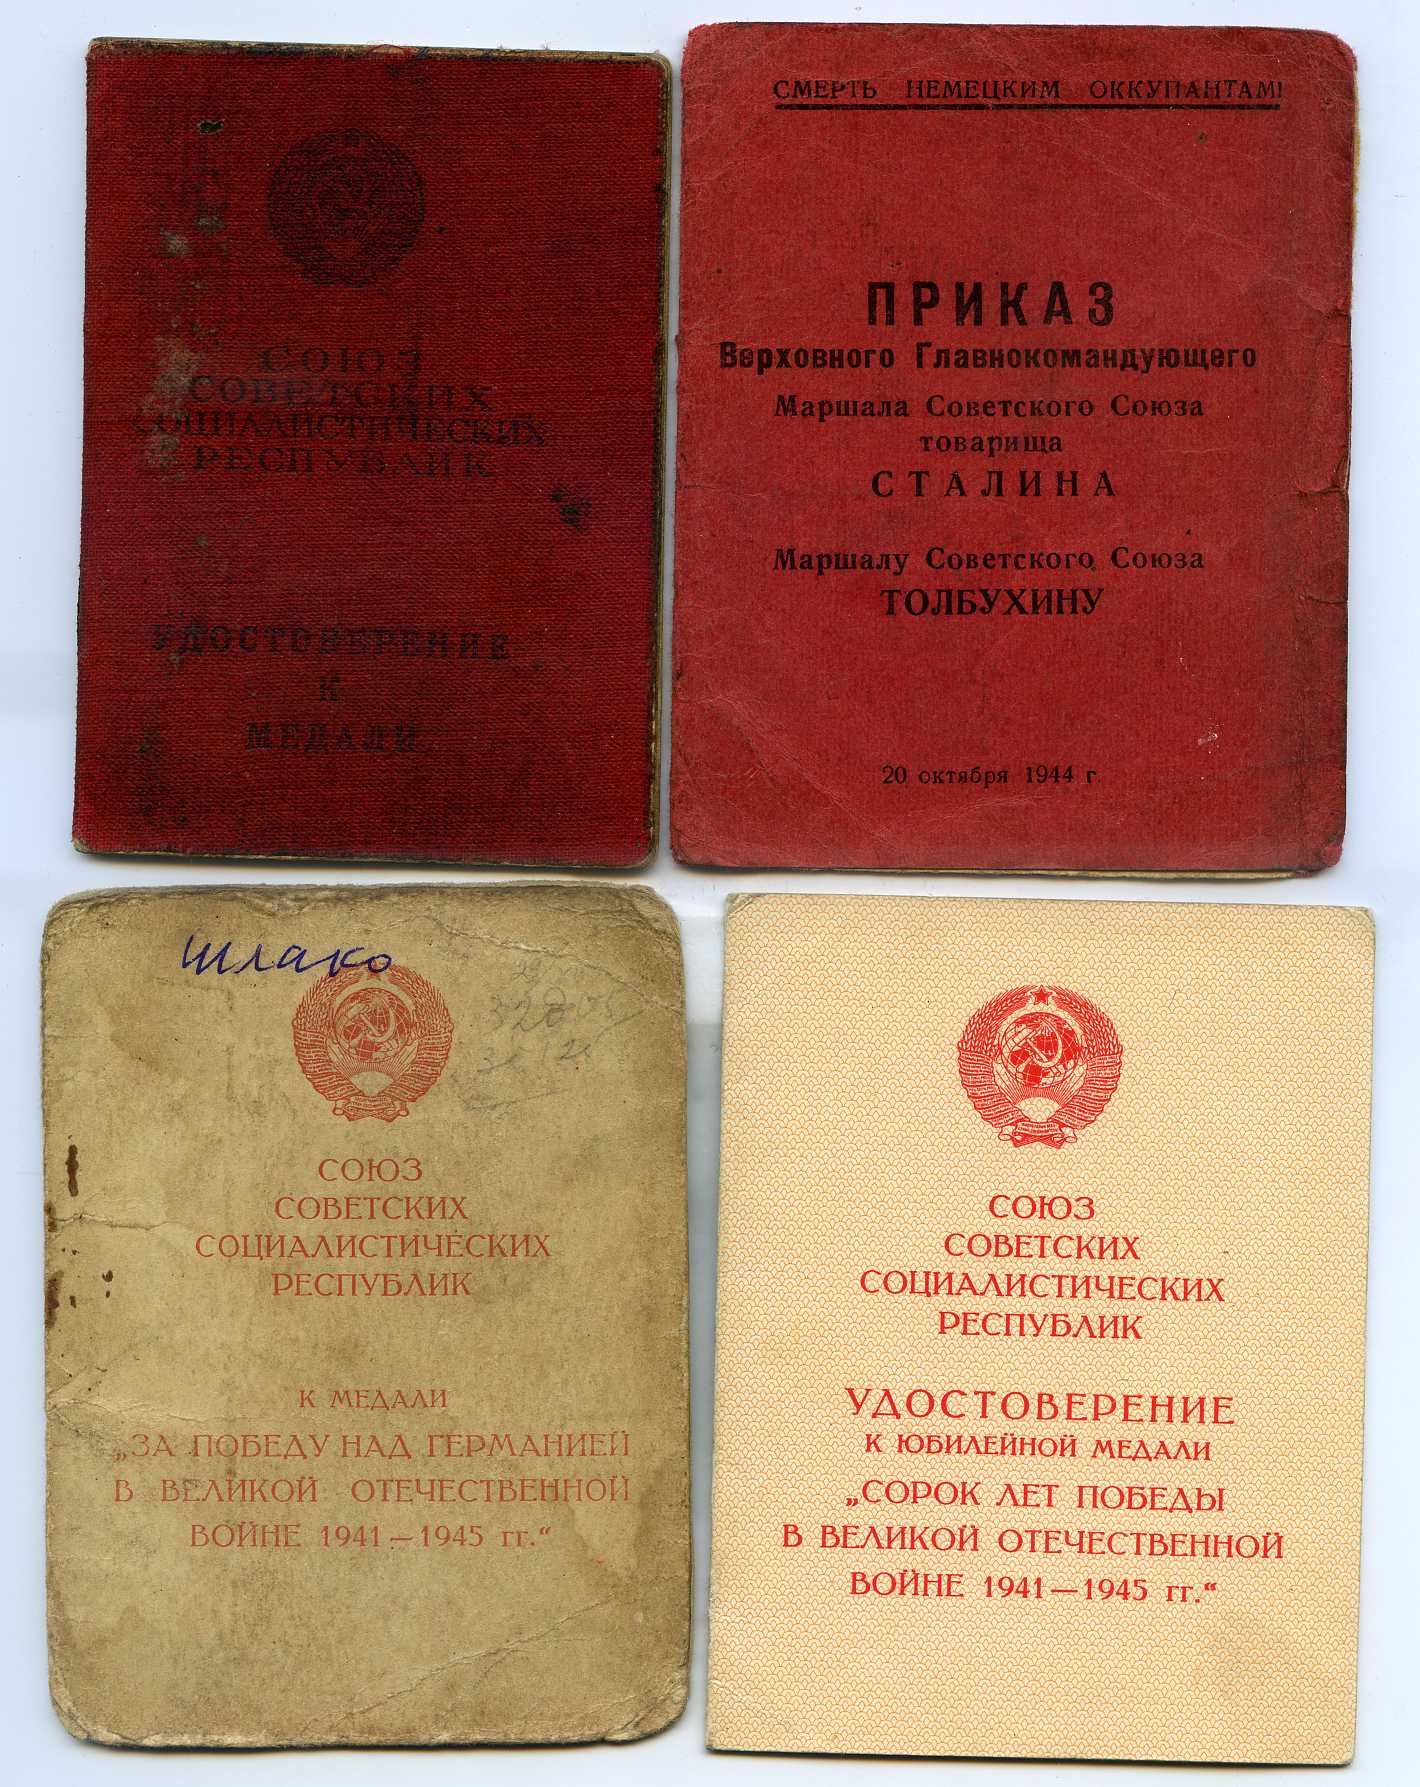 СОЮЗ
СОВЕТСКИХ
СОЦИАЛИСТИЧЕСКИХ
РЕСПУБЛИК
УДОСТОВЕРЕНИЕ
К
МЕДАЛИ
СМЕРТЬ НЕМЕЦКИМ ОККУПАНТАМ!
ПРИКАЗ
Верховного Главнокомандующего
Маршала Советского Союза
товарища
СТАЛИНА
Маршалу Советского Союза
ТОЛБУХИНУ
20 октября 1944 г.
шлако
СОЮЗ
СОВЕТСКИХ
СОЦИАЛИСТИЧЕСКИХ
РЕСПУБЛИК
К МЕДАЛИ
„ЗА ПОБЕДУ НАД ГЕРМАНИЕЙ
В ВЕЛИКОЙ ОТЕЧЕСТВЕННОЙ
ВОЙНЕ 1941—1945 гг.“
СОЮЗ
СОВЕТСКИХ
СОЦИАЛИСТИЧЕСКИХ
РЕСПУБЛИК
УДОСТОВЕРЕНИЕ
К ЮБИЛЕЙНОЙ МЕДАЛИ
„СОРОК ЛЕТ ПОБЕДЫ
В ВЕЛИКОЙ ОТЕЧЕСТВЕННОЙ
ВОЙНЕ 1941—1945 гг.“